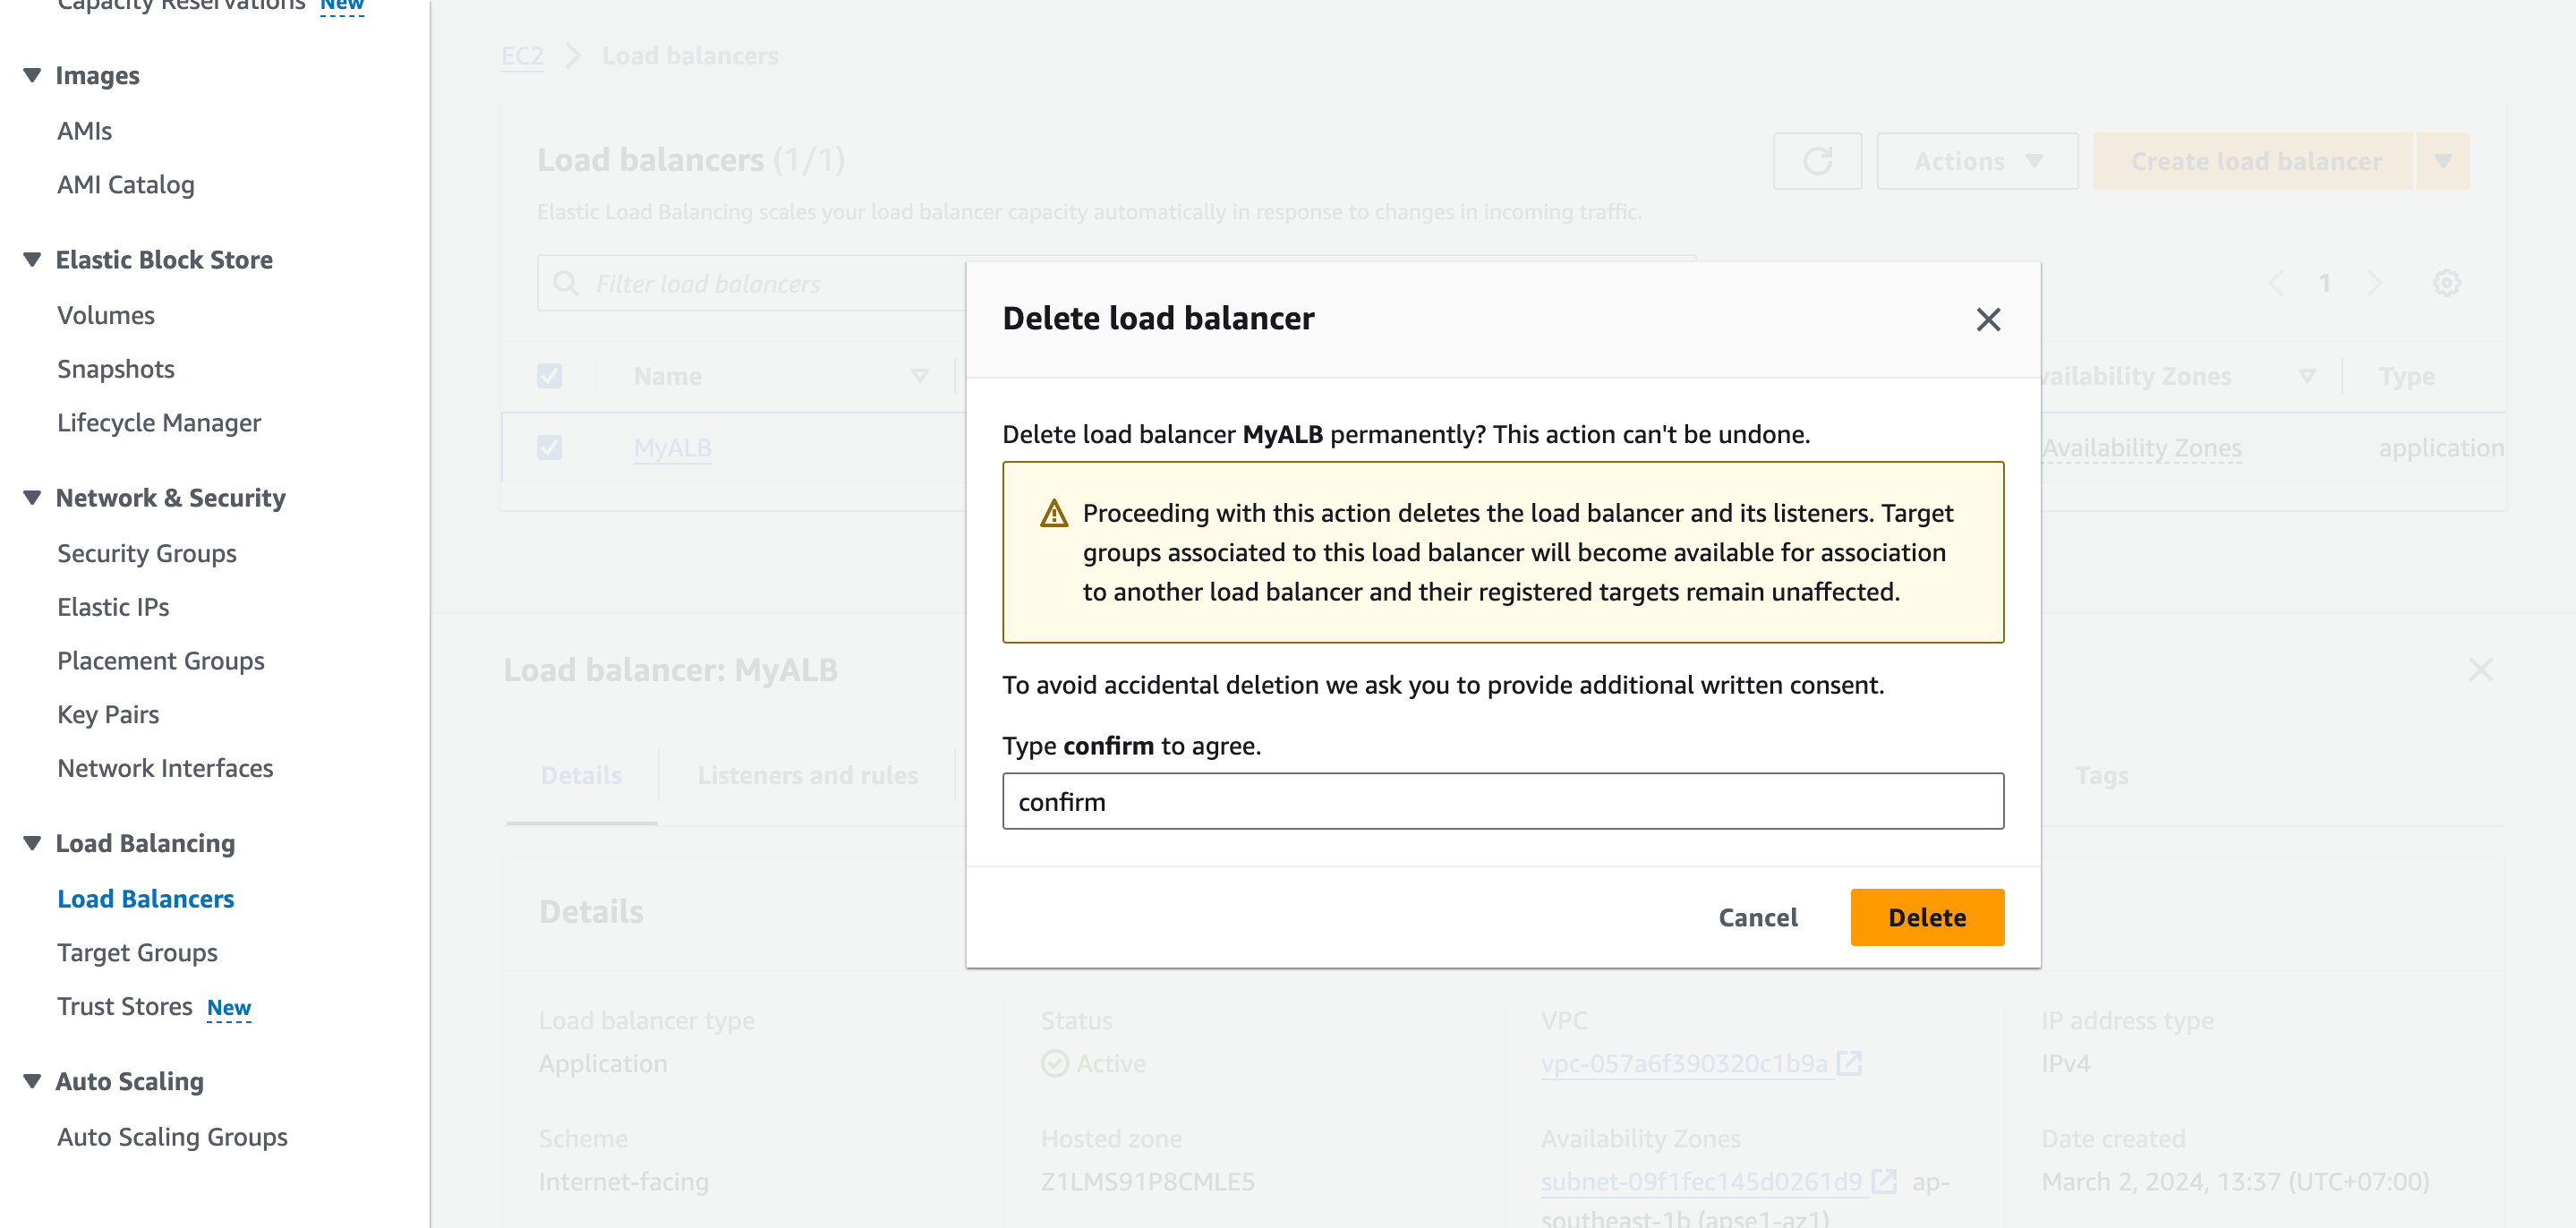 Capacity Reservations New
Images
AMIs
AMI Catalog
Elastic Block Store
Volumes
Snapshots
Lifecycle Manager
Network & Security
Security Groups
Elastic IPs
Placement Groups
Key Pairs
Network Interfaces
Load Balancing
Load Balancers
Target Groups
Trust Stores New
Auto Scaling
Auto Scaling Groups
EC2 Load balancers
Load balancers (1/1)
Actions
Create load balancer
Elastic Load Balancing scales your load balancer capacity automatically in response to changes in incoming traffic.
Filter load balancers
1
Name
Availability Zones
Type
MyALB
Availability Zones
application
Delete load balancer
Delete load balancer MyALB permanently? This action can't be undone.
Proceeding with this action deletes the load balancer and its listeners. Target
groups associated to this load balancer will become available for association
to another load balancer and their registered targets remain unaffected.
To avoid accidental deletion we ask you to provide additional written consent.
Type confirm to agree.
confirm
Cancel
Delete
Load balancer: MyALB
Details
Listeners and rules
Tags
Details
Load balancer type
Application
Status
Active
VPC
vpc-057a6f390320c1b9a
IP address type
IPv4
Scheme
Internet-facing
Hosted zone
Z1LMS91P8CMLE5
Availability Zones
subnet-09f1fec145d0261d9 ap-
southeast-1b (apse1-az1)
Date created
March 2, 2024, 13:37 (UTC+07:00)